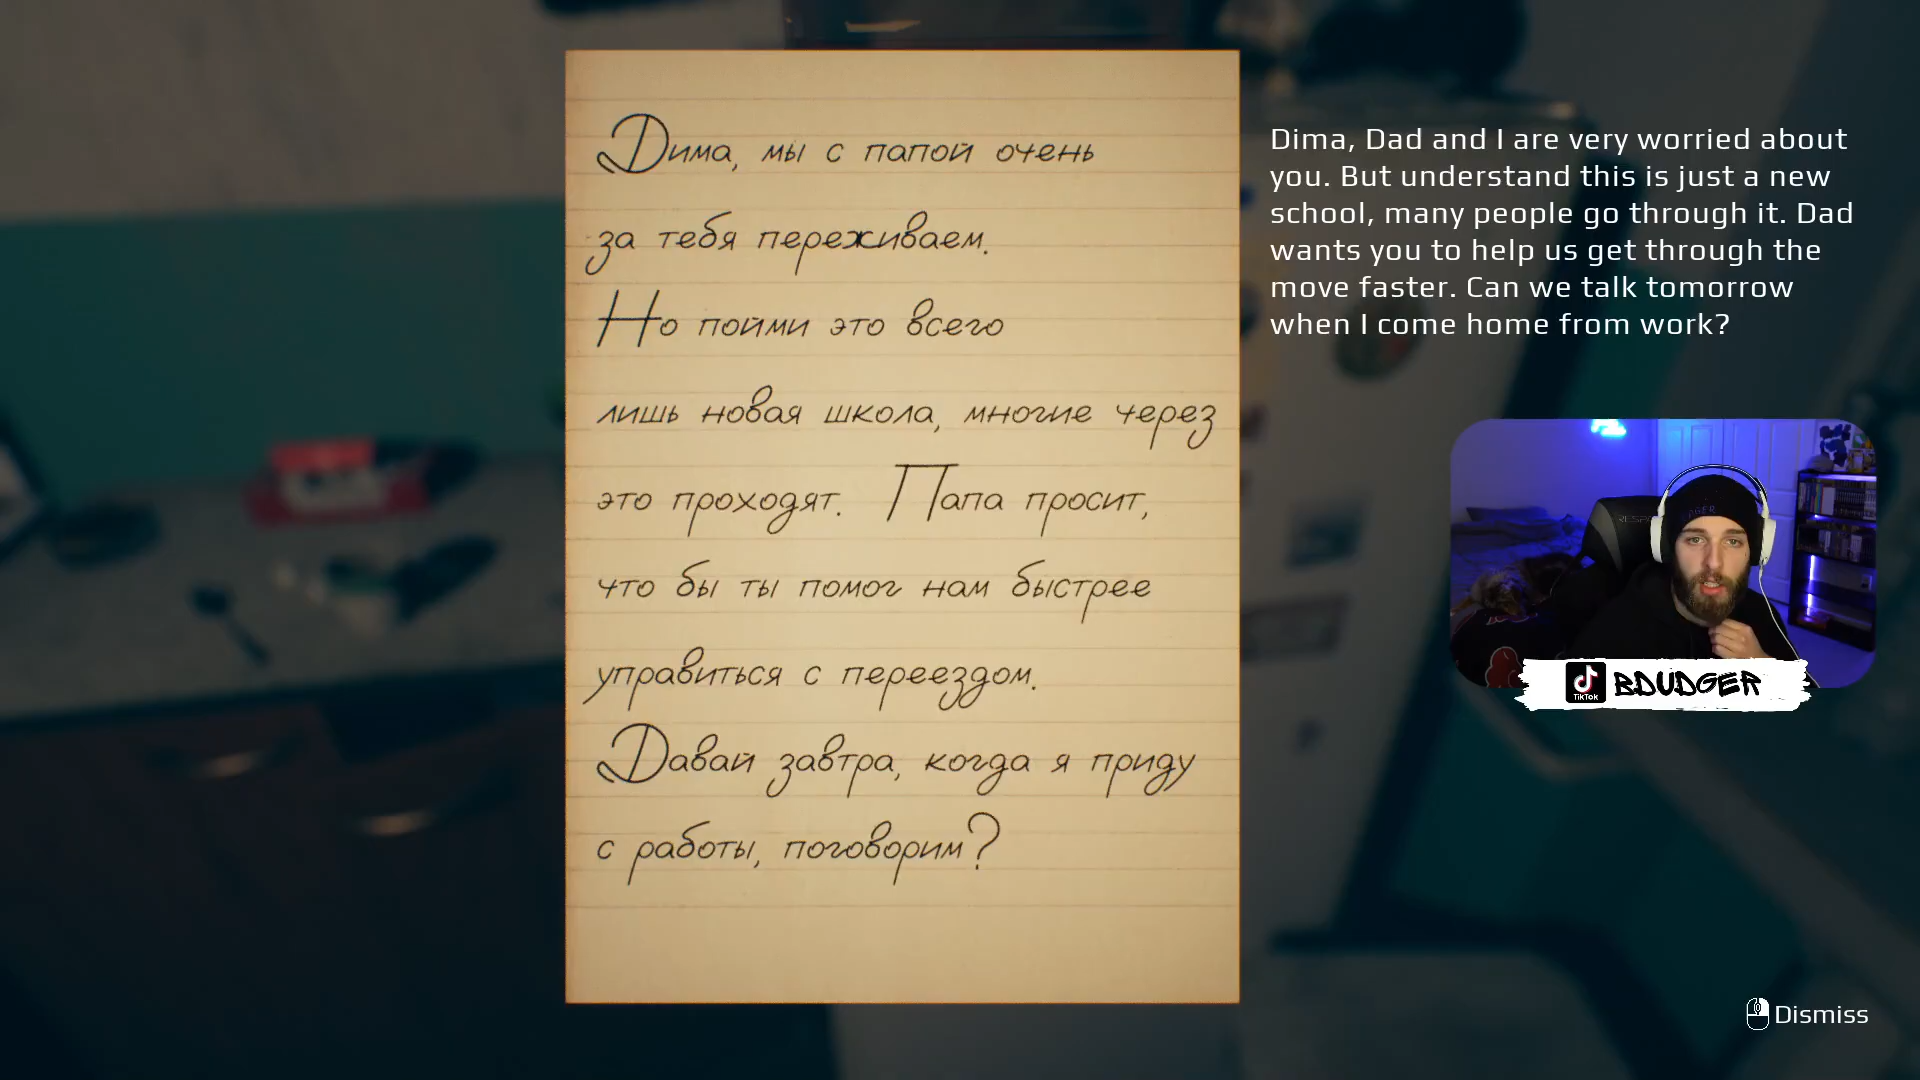 Дима, мы с папой очень
за тебя переживаем.
Но пойми это всего
лишь новая школа, многие через
это проходят. Папа просит,
что бы ты помог нам быстрее
управиться с переездом.
Давай завтра, когда я приду
с работы, поговорим?
Dima, Dad and I are very worried about
you. But understand this is just a new
school, many people go through it. Dad
wants you to help us get through the
move faster. Can we talk tomorrow
when I come home from work?
TikTok
BDUDGER
Dismiss